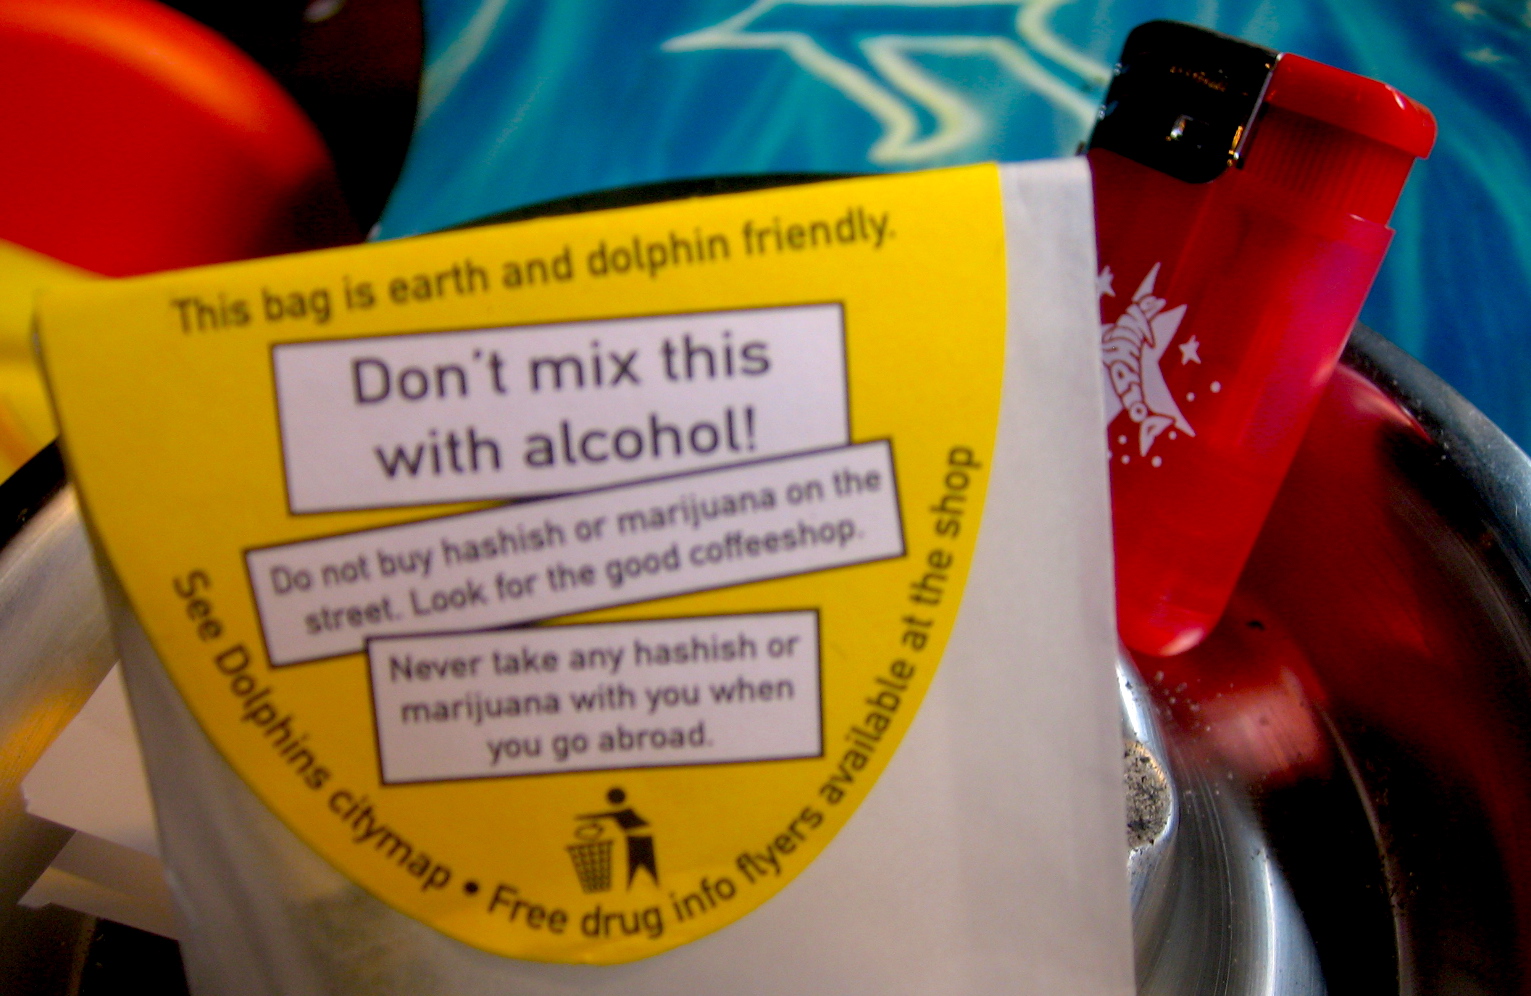 This bag is earth and dolphin friendly.
Don't mix this
with alcohol!
Do not buy hashish or marijuana on the
street. Look for the good coffeeshop.
Never take any hashish or
marijuana with you when
you go abroad.
See Dolphins citymap • Free drug info flyers available at the shop
DOLPHINS